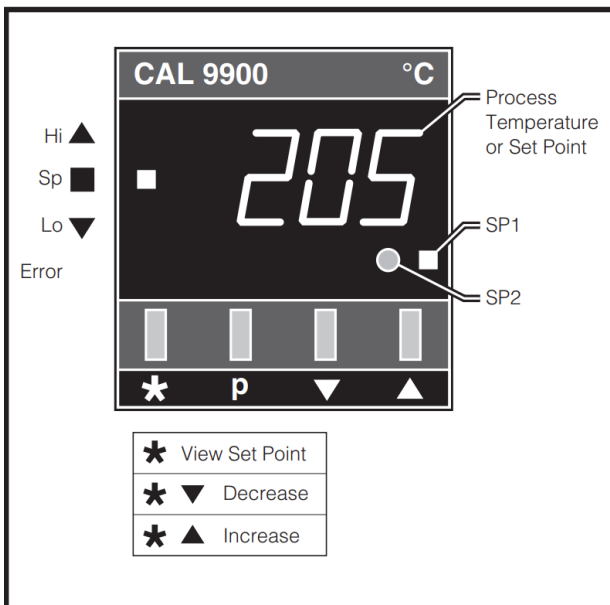 CAL 9900 °C
205
Hi ▲
Sp ■
Lo ▼
Error
Process
Temperature
or Set Point
SP1
SP2
* p ▼ ▲
* View Set Point
* ▼ Decrease
* ▲ Increase